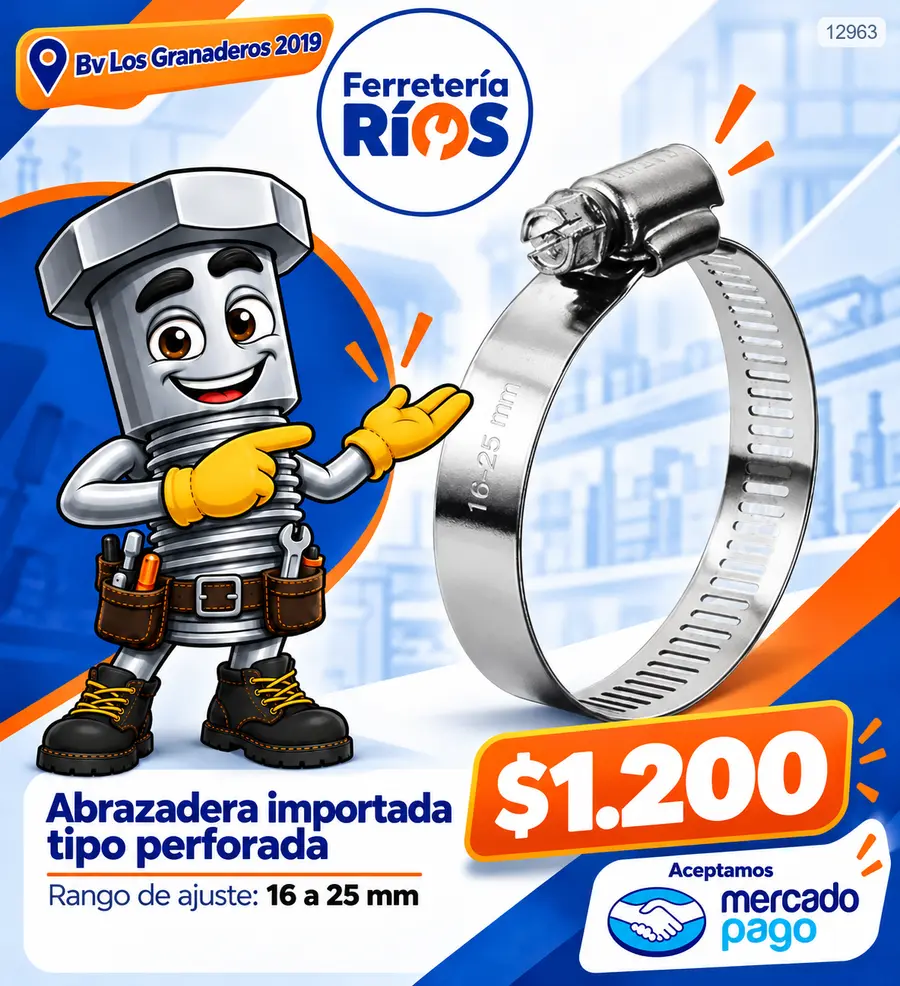 Bv Los Granaderos 2019
12963
Ferretería
RÍOS
16-25 mm
$1.200
Abrazadera importada
tipo perforada
Rango de ajuste: 16 a 25 mm
Aceptamos
mercado
pago